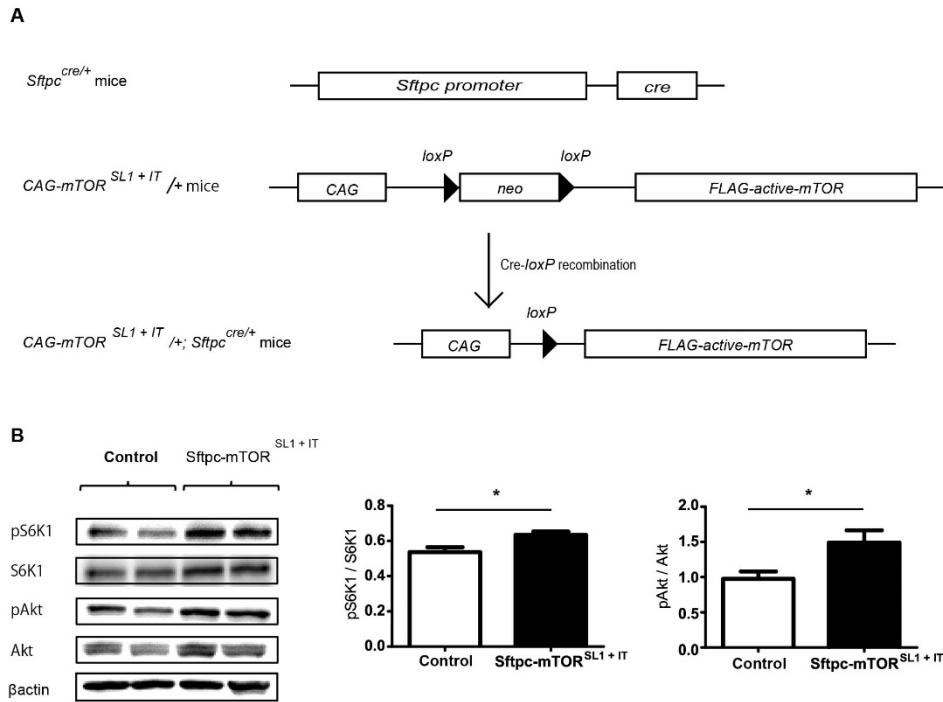 A
Sftpc cre/+ mice
Sftpc promoter
cre
loxP
loxP
CAG-mTOR SL1 + IT /+ mice
CAG
neo
FLAG-active-mTOR
Cre-loxP recombination
loxP
CAG-mTOR SL1 + IT /+; Sftpc cre/+ mice
CAG
FLAG-active-mTOR
B
Control
Sftpc-mTOR SL1 + IT
pS6K1
S6K1
pAkt
Akt
βactin
pS6K1 / S6K1
0.8
0.6
0.4
0.2
0.0
*
Control
Sftpc-mTOR SL1 + IT
pAkt / Akt
2.0
1.5
1.0
0.5
0.0
*
Control
Sftpc-mTOR SL1 + IT